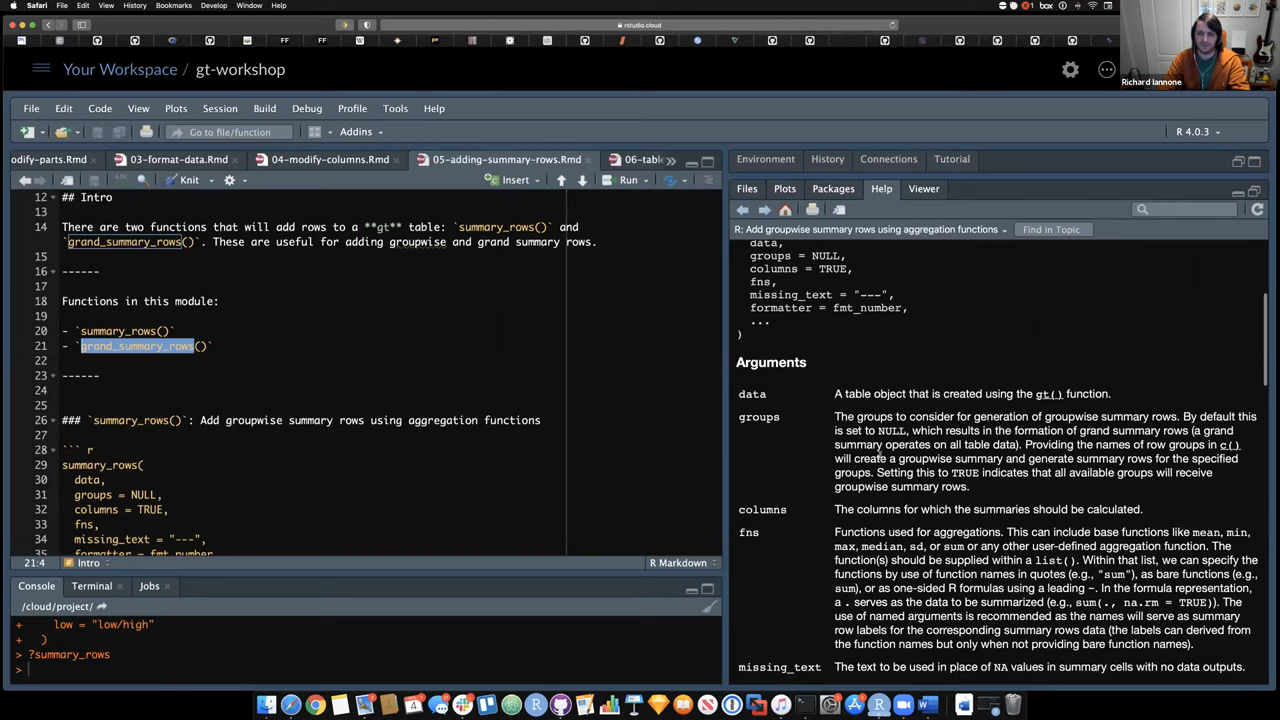 Safari File Edit View History Bookmarks Develop Window Help
box
rstudio.cloud
FF FF
Richard Iannone
Your Workspace / gt-workshop
File Edit Code View Plots Session Build Debug Profile Tools Help
Go to file/function Addins R 4.0.3
odify-parts.Rmd 03-format-data.Rmd 04-modify-columns.Rmd 05-adding-summary-rows.Rmd 06-table
Knit Insert Run
12 ## Intro
13
14 There are two functions that will add rows to a **gt** table: `summary_rows()` and
`grand_summary_rows()`. These are useful for adding groupwise and grand summary rows.
15
16 ------
17
18 Functions in this module:
19
20 - `summary_rows()`
21 - `grand_summary_rows()`
22
23 ------
24
25
26 ### `summary_rows()`: Add groupwise summary rows using aggregation functions
27
28 ``` r
29 summary_rows(
30 data,
31 groups = NULL,
32 columns = TRUE,
33 fns,
34 missing_text = "---",
35 formatter = fmt_number
21:4 # Intro R Markdown
Console Terminal Jobs
/cloud/project/
+ low = "low/high"
+ )
> ?summary_rows
>
Environment History Connections Tutorial
Files Plots Packages Help Viewer
R: Add groupwise summary rows using aggregation functions Find in Topic
data,
groups = NULL,
columns = TRUE,
fns,
missing_text = "---",
formatter = fmt_number,
...
)
Arguments
data A table object that is created using the gt() function.
groups The groups to consider for generation of groupwise summary rows. By default this
is set to NULL, which results in the formation of grand summary rows (a grand
summary operates on all table data). Providing the names of row groups in c()
will create a groupwise summary and generate summary rows for the specified
groups. Setting this to TRUE indicates that all available groups will receive
groupwise summary rows.
columns The columns for which the summaries should be calculated.
fns Functions used for aggregations. This can include base functions like mean, min,
max, median, sd, or sum or any other user-defined aggregation function. The
function(s) should be supplied within a list(). Within that list, we can specify the
functions by use of function names in quotes (e.g., "sum"), as bare functions (e.g.,
sum), or as one-sided R formulas using a leading ~. In the formula representation,
a . serves as the data to be summarized (e.g., sum(., na.rm = TRUE)). The
use of named arguments is recommended as the names will serve as summary
row labels for the corresponding summary rows data (the labels can derived from
the function names but only when not providing bare function names).
missing_text The text to be used in place of NA values in summary cells with no data outputs.